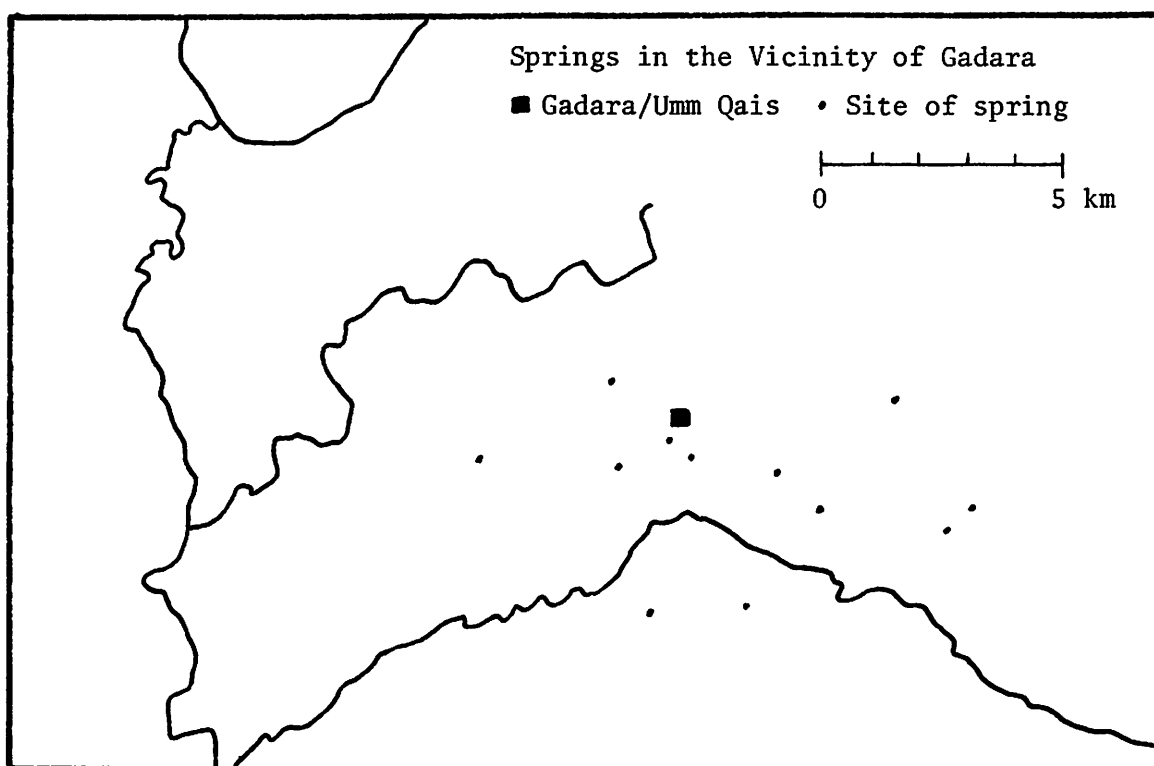 Springs in the Vicinity of Gadara
Gadara/Umm Qais • Site of spring
0 5 km